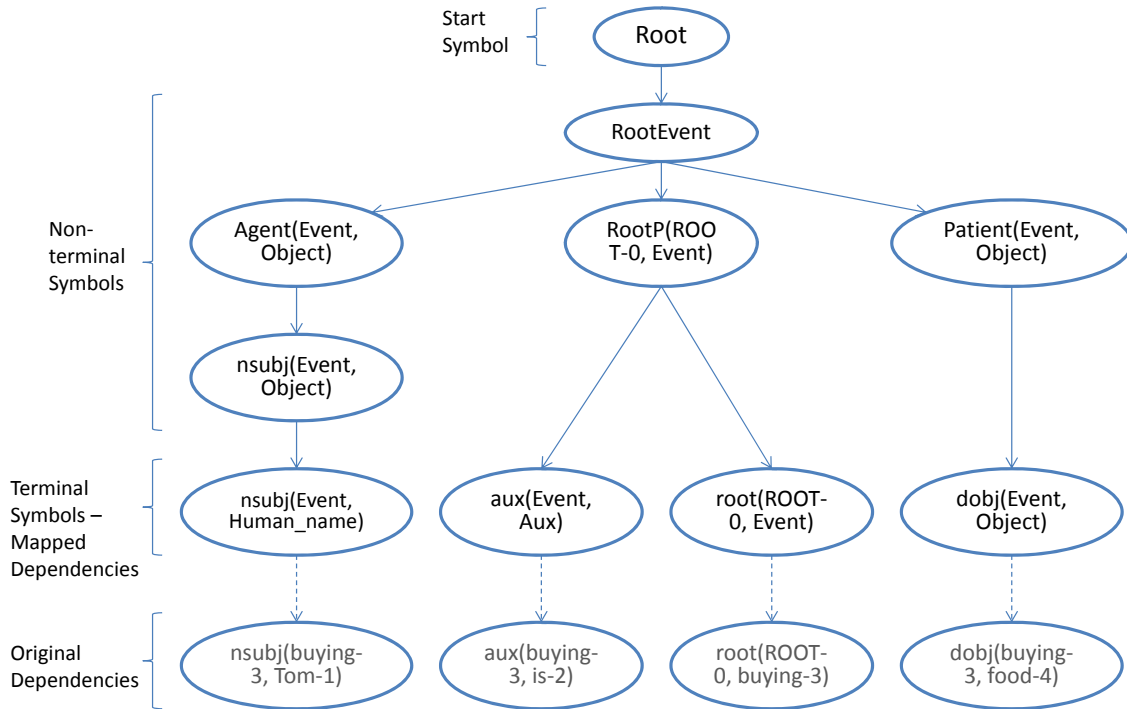 Start
Symbol
Root
RootEvent
Non-
terminal
Symbols
Agent(Event,
Object)
RootP(ROO
T-0, Event)
Patient(Event,
Object)
nsubj(Event,
Object)
Terminal
Symbols –
Mapped
Dependencies
nsubj(Event,
Human_name)
aux(Event,
Aux)
root(ROOT-
0, Event)
dobj(Event,
Object)
Original
Dependencies
nsubj(buying-
3, Tom-1)
aux(buying-
3, is-2)
root(ROOT-
0, buying-3)
dobj(buying-
3, food-4)